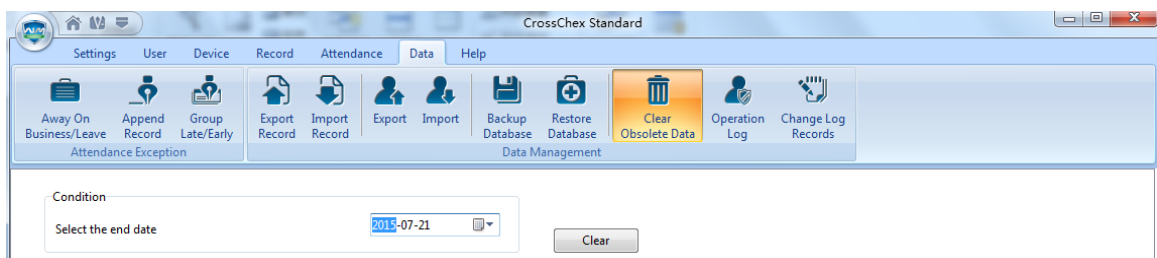 CrossChex Standard
Settings User Device Record Attendance Data Help
Away On Business/Leave
Append Record
Group Late/Early
Export Record
Import Record
Export
Import
Backup Database
Restore Database
Clear Obsolete Data
Operation Log
Change Log Records
Attendance Exception
Data Management
Condition
Select the end date
2015-07-21
Clear